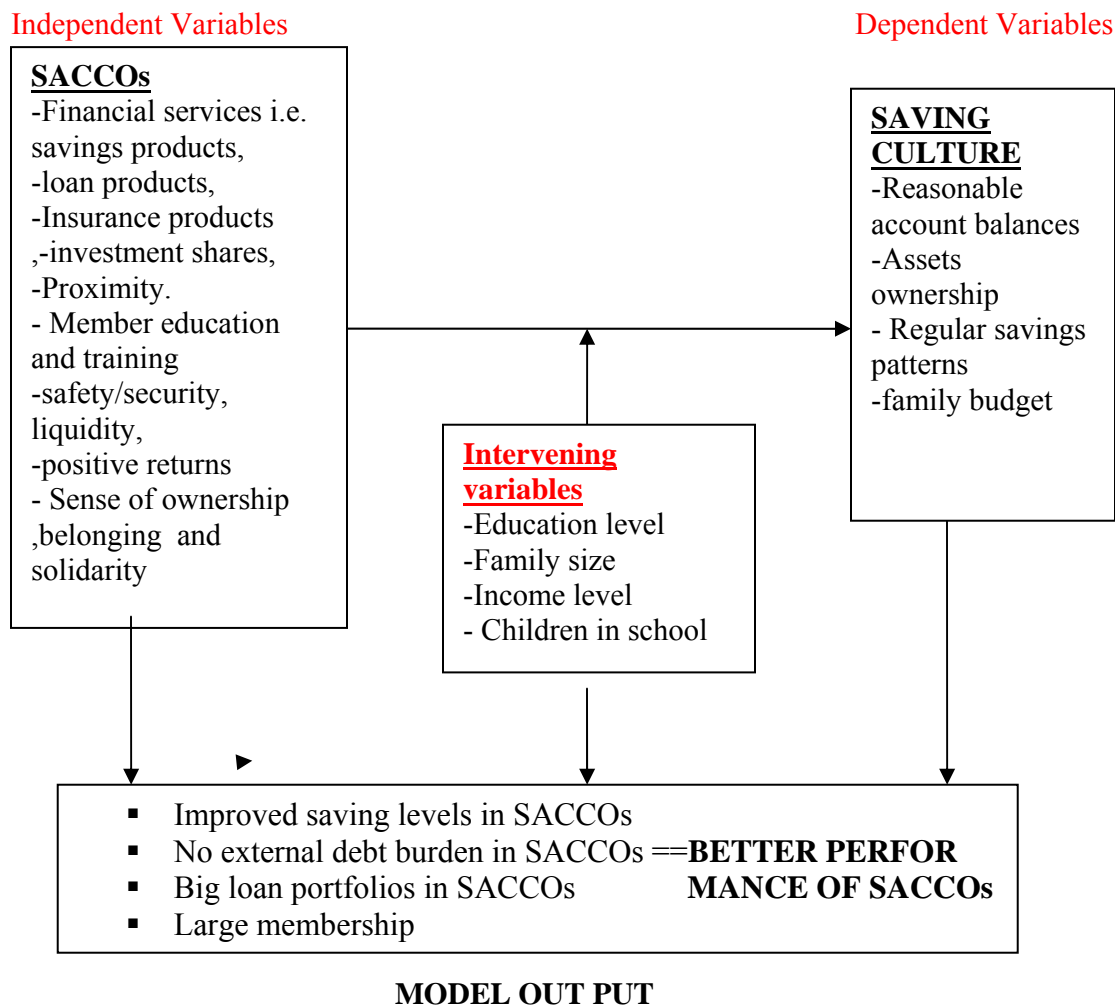 Independent Variables
Dependent Variables
SACCOs
-Financial services i.e.
savings products,
-loan products,
-Insurance products
,-investment shares,
-Proximity.
- Member education
and training
-safety/security,
liquidity,
-positive returns
- Sense of ownership
,belonging and
solidarity
SAVING
CULTURE
-Reasonable
account balances
-Assets
ownership
- Regular savings
patterns
-family budget
Intervening
variables
-Education level
-Family size
-Income level
- Children in school
▪ Improved saving levels in SACCOs
▪ No external debt burden in SACCOs ==BETTER PERFOR
▪ Big loan portfolios in SACCOs MANCE OF SACCOs
▪ Large membership
MODEL OUT PUT